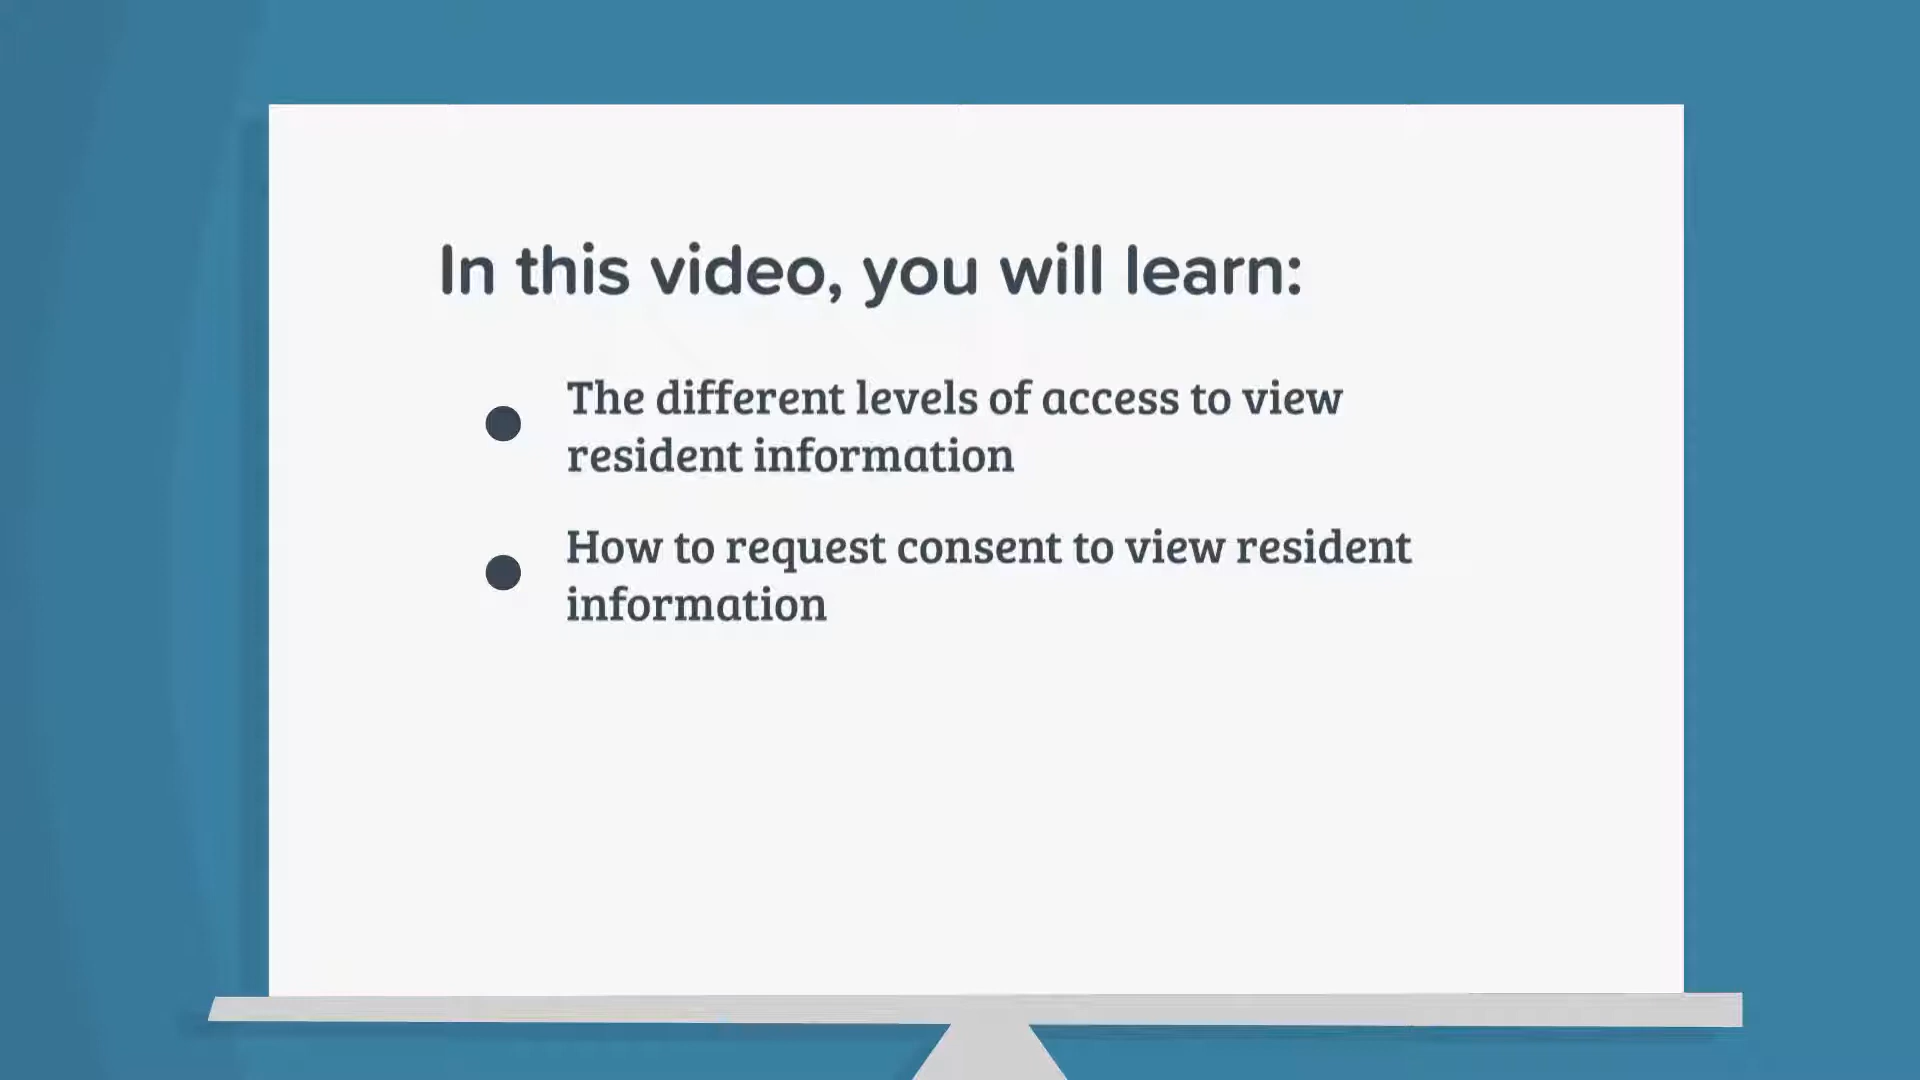 In this video, you will learn:
The different levels of access to view
resident information
How to request consent to view resident
information